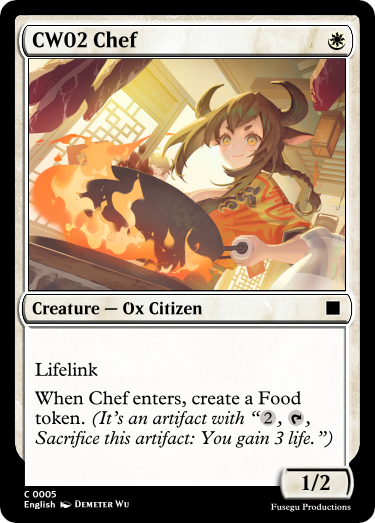 CW02 Chef
Creature — Ox Citizen
Lifelink
When Chef enters, create a Food
token. (It's an artifact with “2, ,
Sacrifice this artifact: You gain 3 life.”)
1/2
C 0005
English Demeter Wu
Fusegu Productions